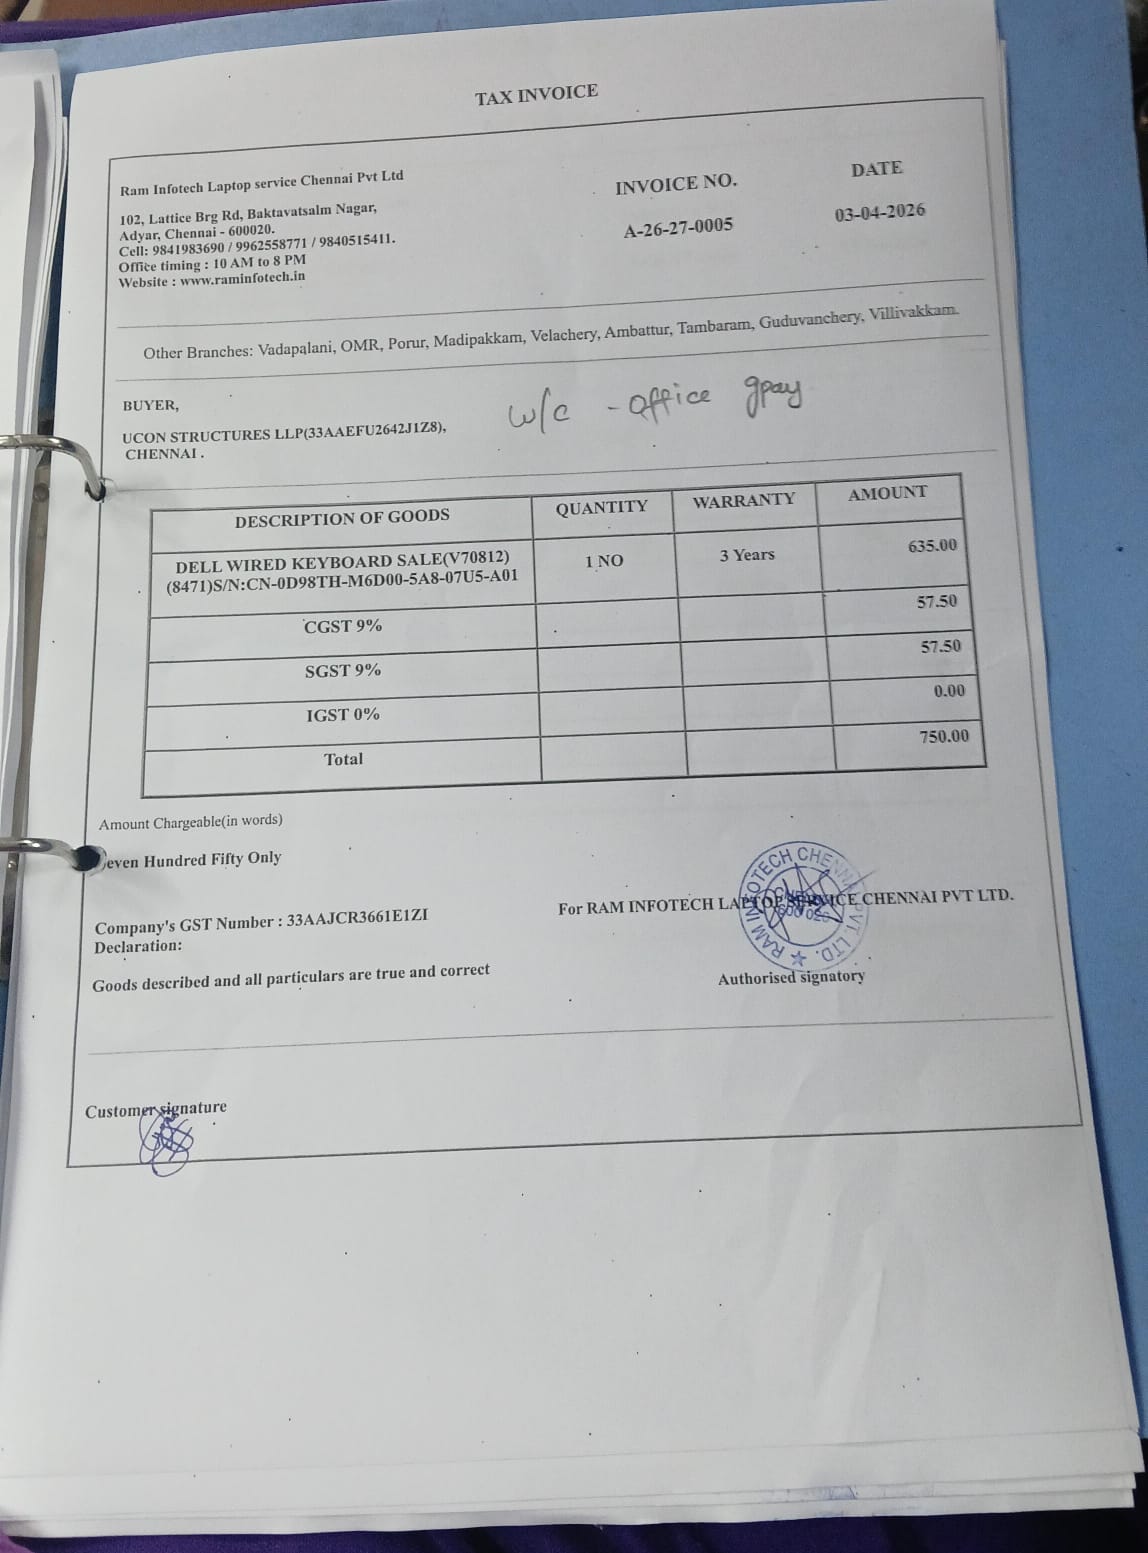 TAX INVOICE
Ram Infotech Laptop service Chennai Pvt Ltd
102, Lattice Brg Rd, Baktavatsalm Nagar,
Adyar, Chennai - 600020.
Cell: 9841983690 / 9962558771 / 9840515411.
Office timing : 10 AM to 8 PM
Website : www.raminfotech.in
INVOICE NO.
A-26-27-0005
DATE
03-04-2026
Other Branches: Vadapalani, OMR, Porur, Madipakkam, Velachery, Ambattur, Tambaram, Guduvanchery, Villivakkam.
BUYER,
UCON STRUCTURES LLP(33AAEFU2642J1Z8),
CHENNAI .
w/c - office gpay
DESCRIPTION OF GOODS QUANTITY WARRANTY AMOUNT
DELL WIRED KEYBOARD SALE(V70812)
(8471)S/N:CN-0D98TH-M6D00-5A8-07U5-A01 1 NO 3 Years 635.00
CGST 9% 57.50
SGST 9% 57.50
IGST 0% 0.00
Total 750.00
Amount Chargeable(in words)
even Hundred Fifty Only
Company's GST Number : 33AAJCR3661E1ZI
Declaration:
Goods described and all particulars are true and correct
For RAM INFOTECH LAPTOP SERVICE CHENNAI PVT LTD.
RAM INFOTECH CHENNAI PVT. LTD.
600 020
Authorised signatory
Customer signature